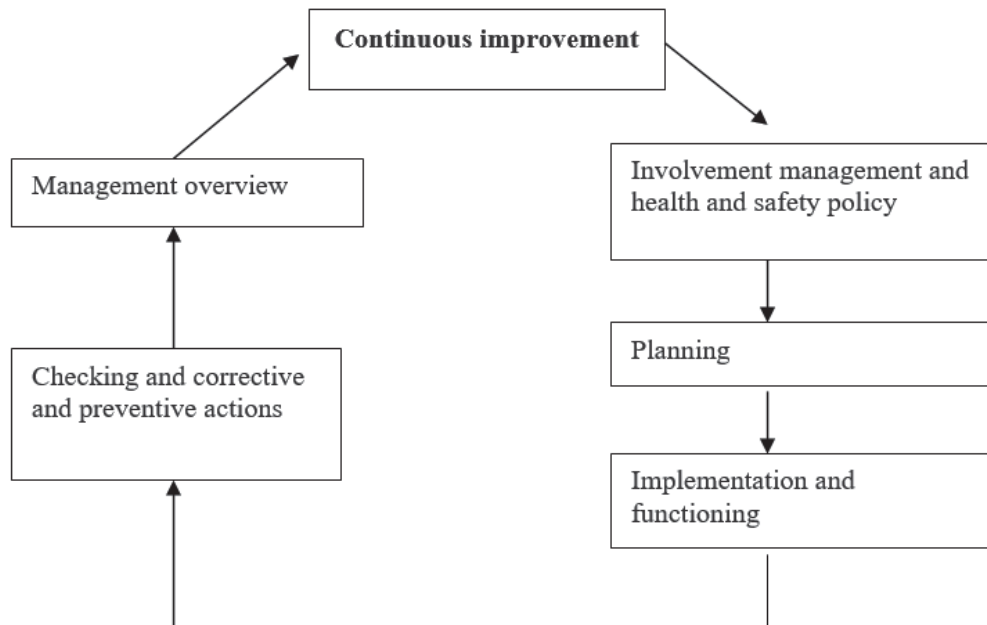 Continuous improvement
Management overview
Involvement management and
health and safety policy
Planning
Checking and corrective
and preventive actions
Implementation and
functioning